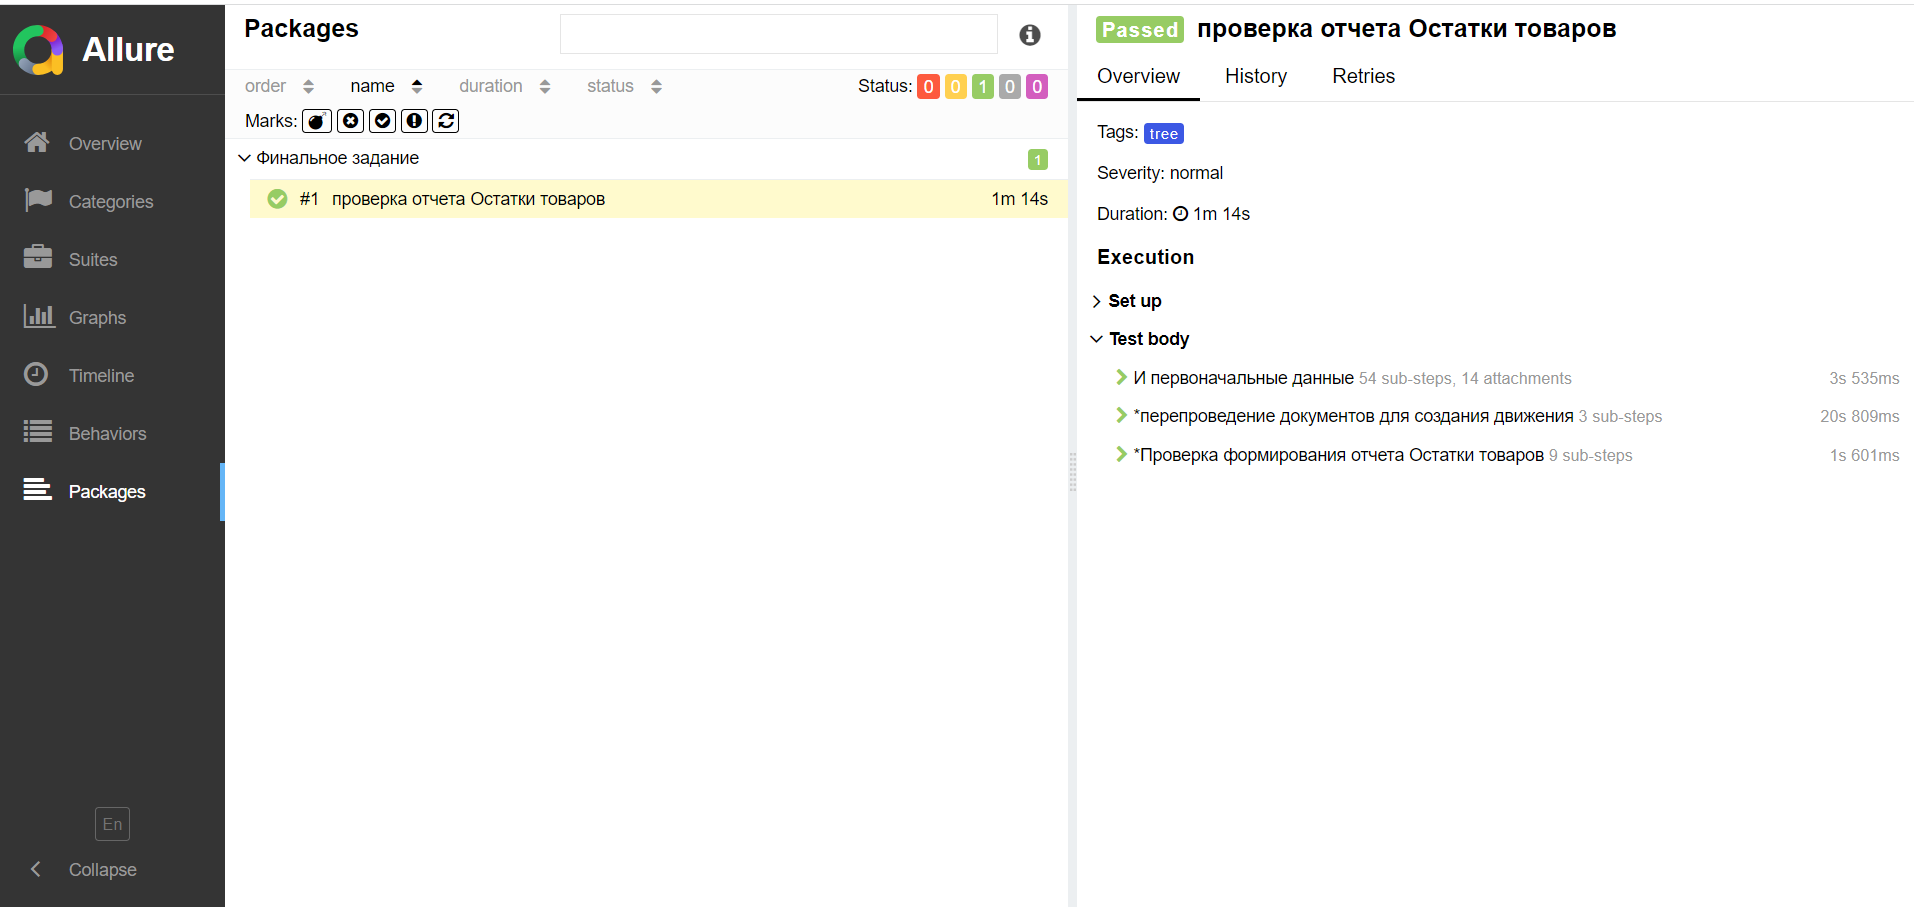 Allure
Overview
Categories
Suites
Graphs
Timeline
Behaviors
Packages
En
Collapse
Packages
order name duration status Status: 0 0 1 0 0
Marks:
Финальное задание 1
#1 проверка отчета Остатки товаров 1m 14s
Passed проверка отчета Остатки товаров
Overview History Retries
Tags: tree
Severity: normal
Duration: 1m 14s
Execution
Set up
Test body
И первоначальные данные 54 sub-steps, 14 attachments 3s 535ms
*перепроведение документов для создания движения 3 sub-steps 20s 809ms
*Проверка формирования отчета Остатки товаров 9 sub-steps 1s 601ms